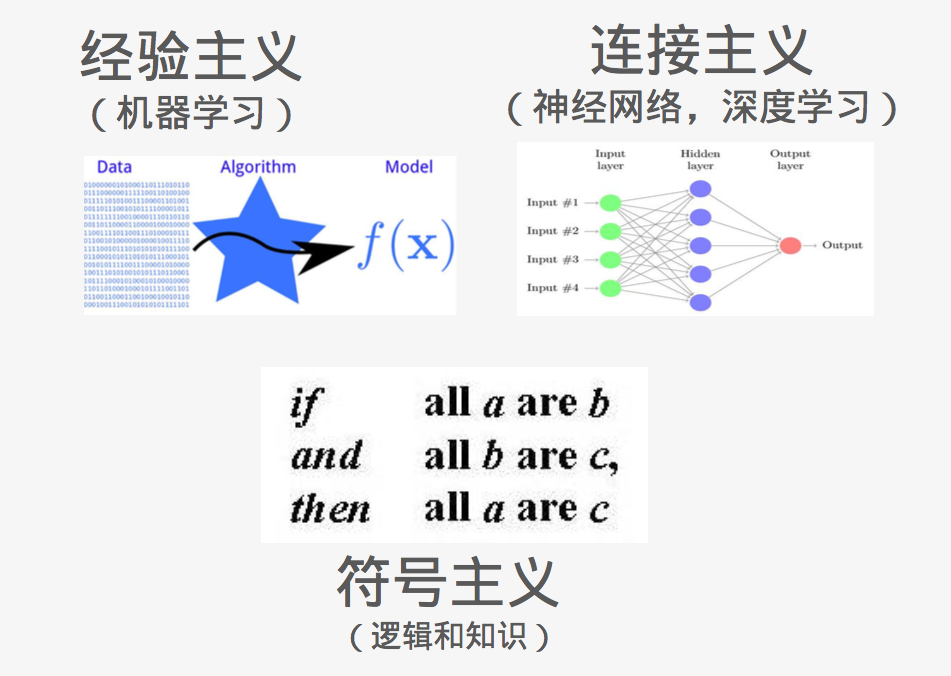 经验主义
（机器学习）
Data Algorithm Model
f(x)
连接主义
（神经网络，深度学习）
Input layer
Hidden layer
Output layer
Input #1
Input #2
Input #3
Input #4
Output
if all a are b
and all b are c,
then all a are c
符号主义
（逻辑和知识）